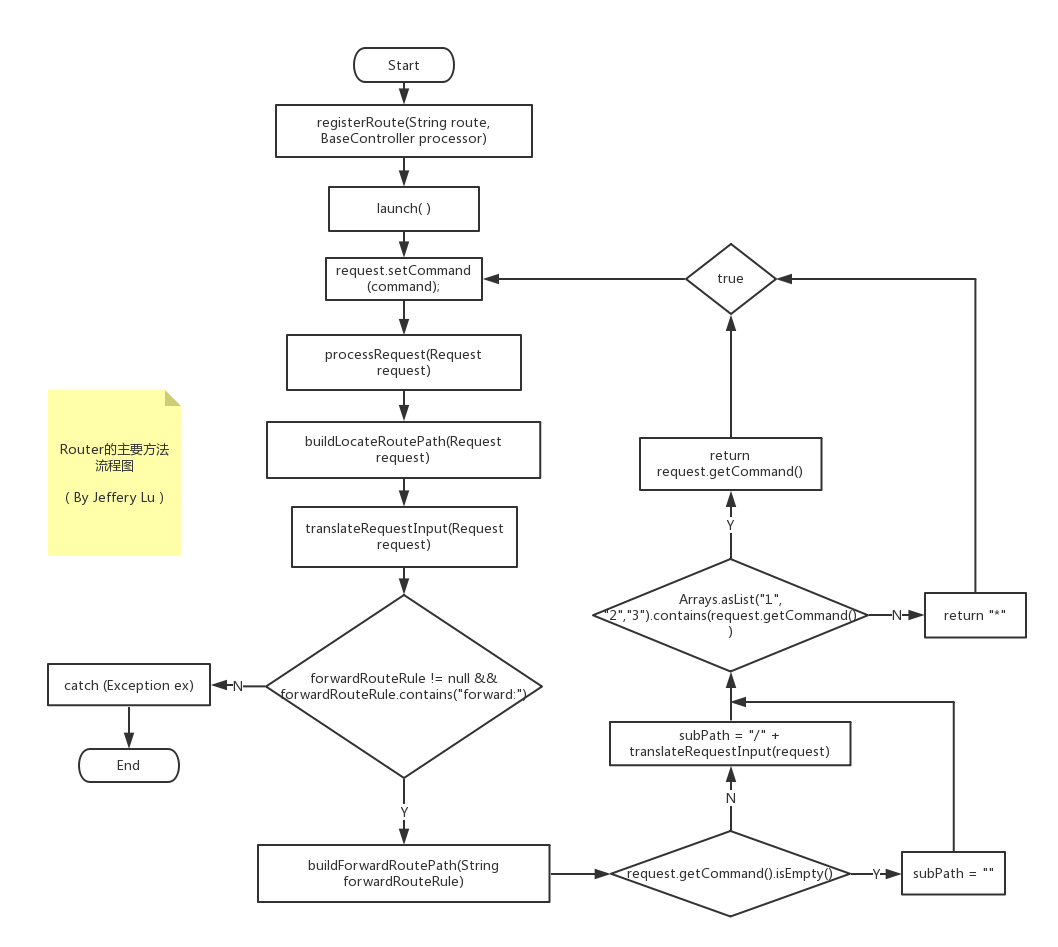 Start
registerRoute(String route,
BaseController processor)
launch( )
request.setCommand
(command);
true
processRequest(Request
request)
buildLocateRoutePath(Request
request)
return
request.getCommand()
Router的主要方法
流程图
( By Jeffery Lu )
translateRequestInput(Request
request)
Y
Arrays.asList("1",
"2","3").contains(request.getCommand()
)
N
return "*"
forwardRouteRule != null &&
forwardRouteRule.contains("forward:")
N
catch (Exception ex)
End
subPath = "/" +
translateRequestInput(request)
N
Y
buildForwardRoutePath(String
forwardRouteRule)
request.getCommand().isEmpty()
Y
subPath = ""